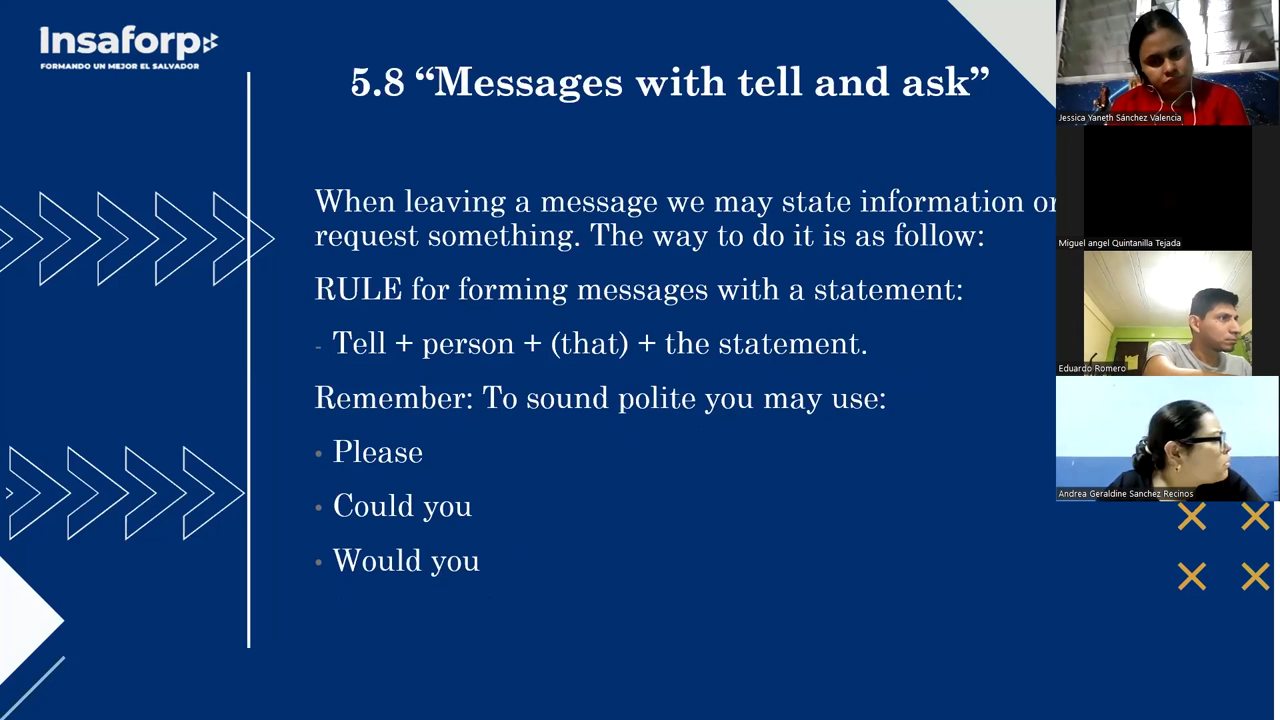 Insaforp
FORMANDO UN MEJOR EL SALVADOR
5.8 “Messages with tell and ask”
When leaving a message we may state information or
request something. The way to do it is as follow:
RULE for forming messages with a statement:
- Tell + person + (that) + the statement.
Remember: To sound polite you may use:
• Please
• Could you
• Would you
Jessica Yaneth Sánchez Valencia
Miguel angel Quintanilla Tejada
Eduardo Romero
Andrea Geraldine Sanchez Recinos